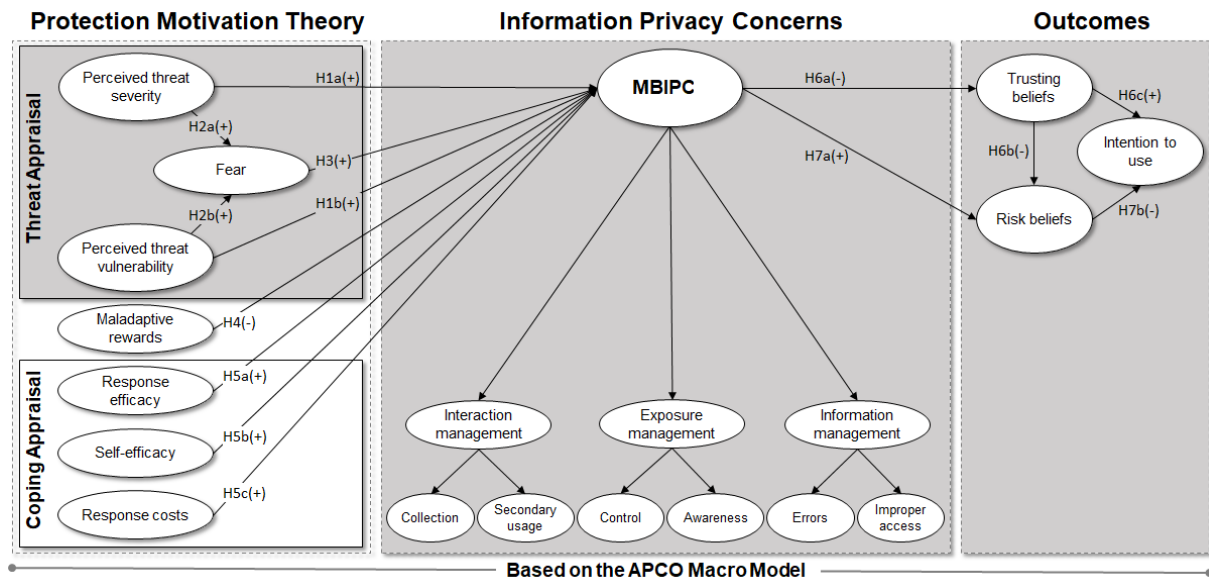 Protection Motivation Theory
Information Privacy Concerns
Outcomes
Threat Appraisal
Perceived threat
severity
H1a(+)
H2a(+)
Fear
H3(+)
H2b(+)
H1b(+)
Perceived threat
vulnerability
Maladaptive
rewards
H4(-)
Coping Appraisal
Response
efficacy
H5a(+)
Self-efficacy
H5b(+)
Response costs
H5c(+)
MBIPC
Interaction
management
Exposure
management
Information
management
Collection
Secondary
usage
Control
Awareness
Errors
Improper
access
H6a(-)
H7a(+)
Trusting
beliefs
H6c(+)
H6b(-)
Intention to
use
Risk beliefs
H7b(-)
Based on the APCO Macro Model